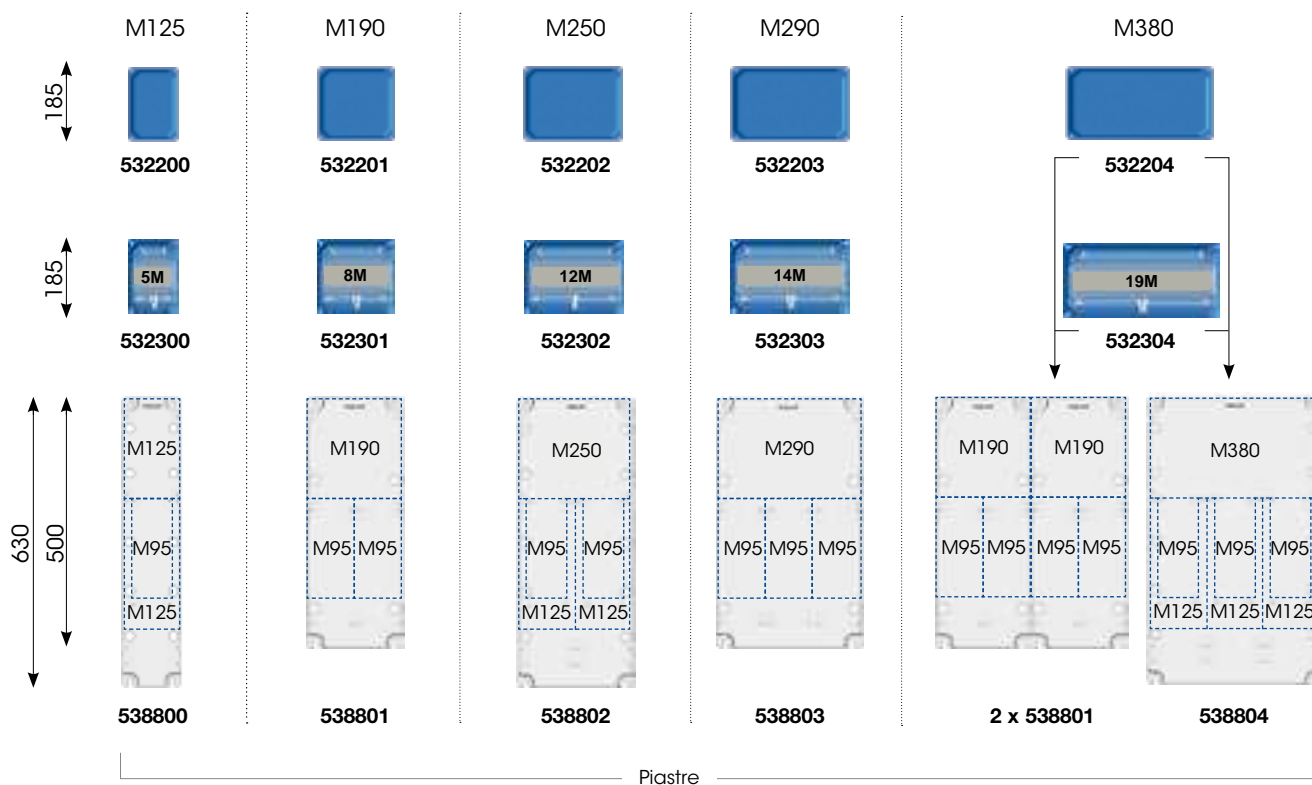 M125 M190 M250 M290 M380
185
532200 532201 532202 532203 532204
185
5M 8M 12M 14M 19M
532300 532301 532302 532303 532304
630
500
M125 M190 M250 M290 M190 M190 M380
M95 M95 M95 M95 M95 M95 M95 M95 M95 M95 M95 M95 M95 M95 M95
M125 M125 M125 M125 M125 M125
538800 538801 538802 538803 2 x 538801 538804
Piastre